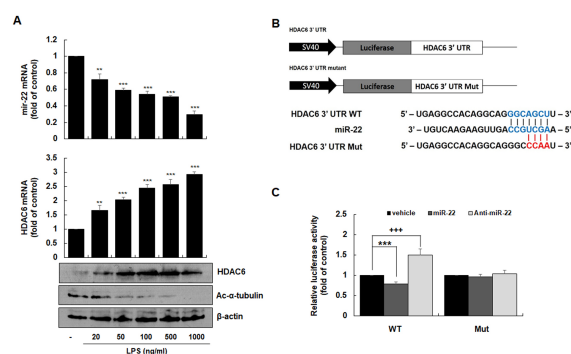 A
mir-22 mRNA
(fold of control)
1.2
1
0.8
0.6
0.4
0.2
0
**
***
***
***
***
HDAC6 mRNA
(fold of control)
3.5
3
2.5
2
1.5
1
0.5
0
**
***
***
***
***
HDAC6
Ac-α-tubulin
β-actin
- 20 50 100 500 1000
LPS (ng/ml)
B
HDAC6 3' UTR
SV40 Luciferase HDAC6 3' UTR
HDAC6 3' UTR mutant
SV40 Luciferase HDAC6 3' UTR Mut
HDAC6 3' UTR WT 5' - UGAGGCCACAGGCAGGGCAGCUU - 3'
miR-22 3' - UGUCAAGAAGUUGACCGUCGAA - 5'
HDAC6 3' UTR Mut 5' - UGAGGCCACAGGCAGGGCCCAAU - 3'
C
vehicle miR-22 Anti-miR-22
Relative luciferase activity
(fold of control)
2
1.5
1
0.5
0
+++
***
WT Mut